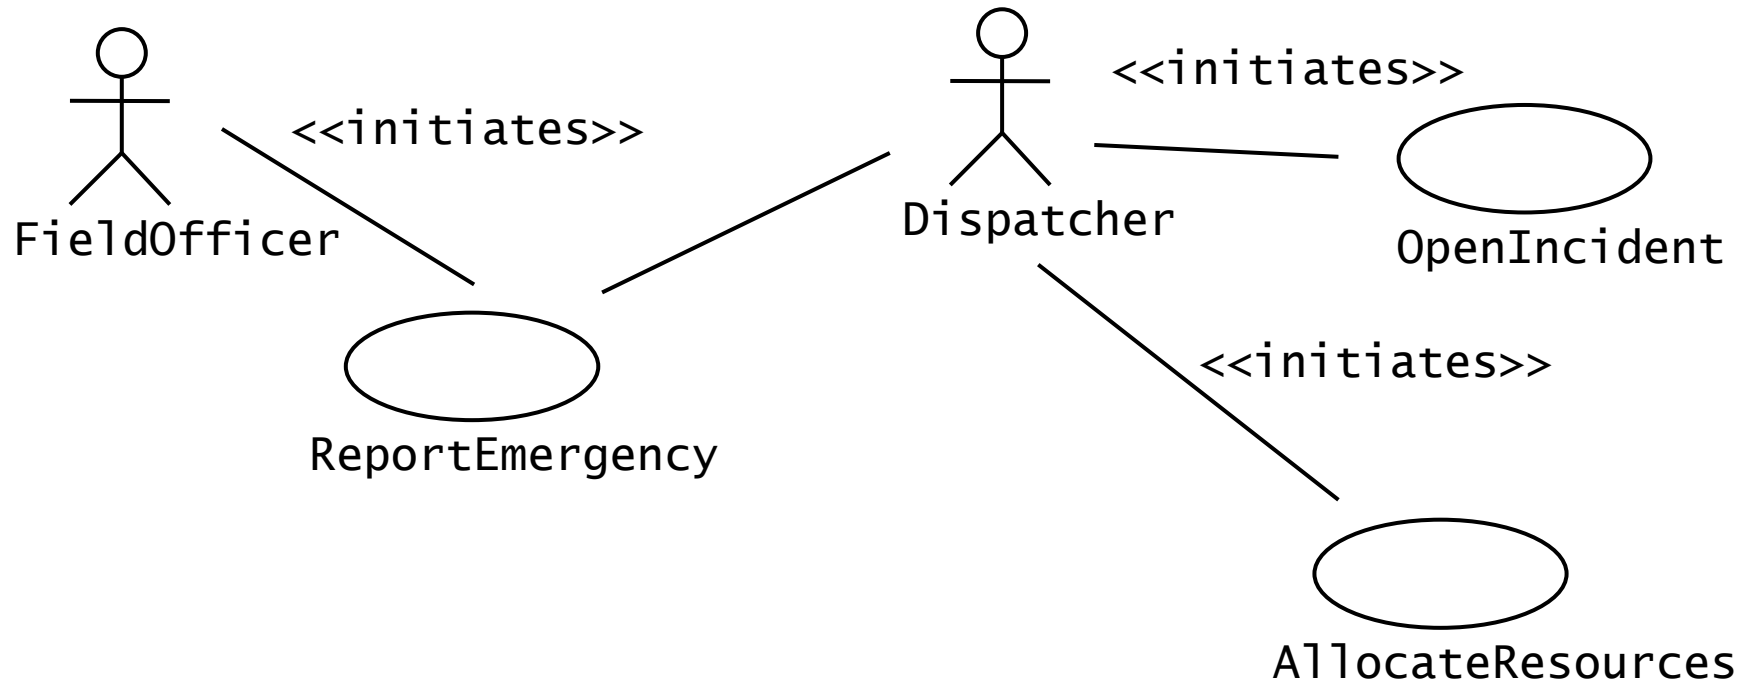 <<initiates>>
<<initiates>>
Dispatcher
FieldOfficer
OpenIncident
<<initiates>>
ReportEmergency
AllocateResources